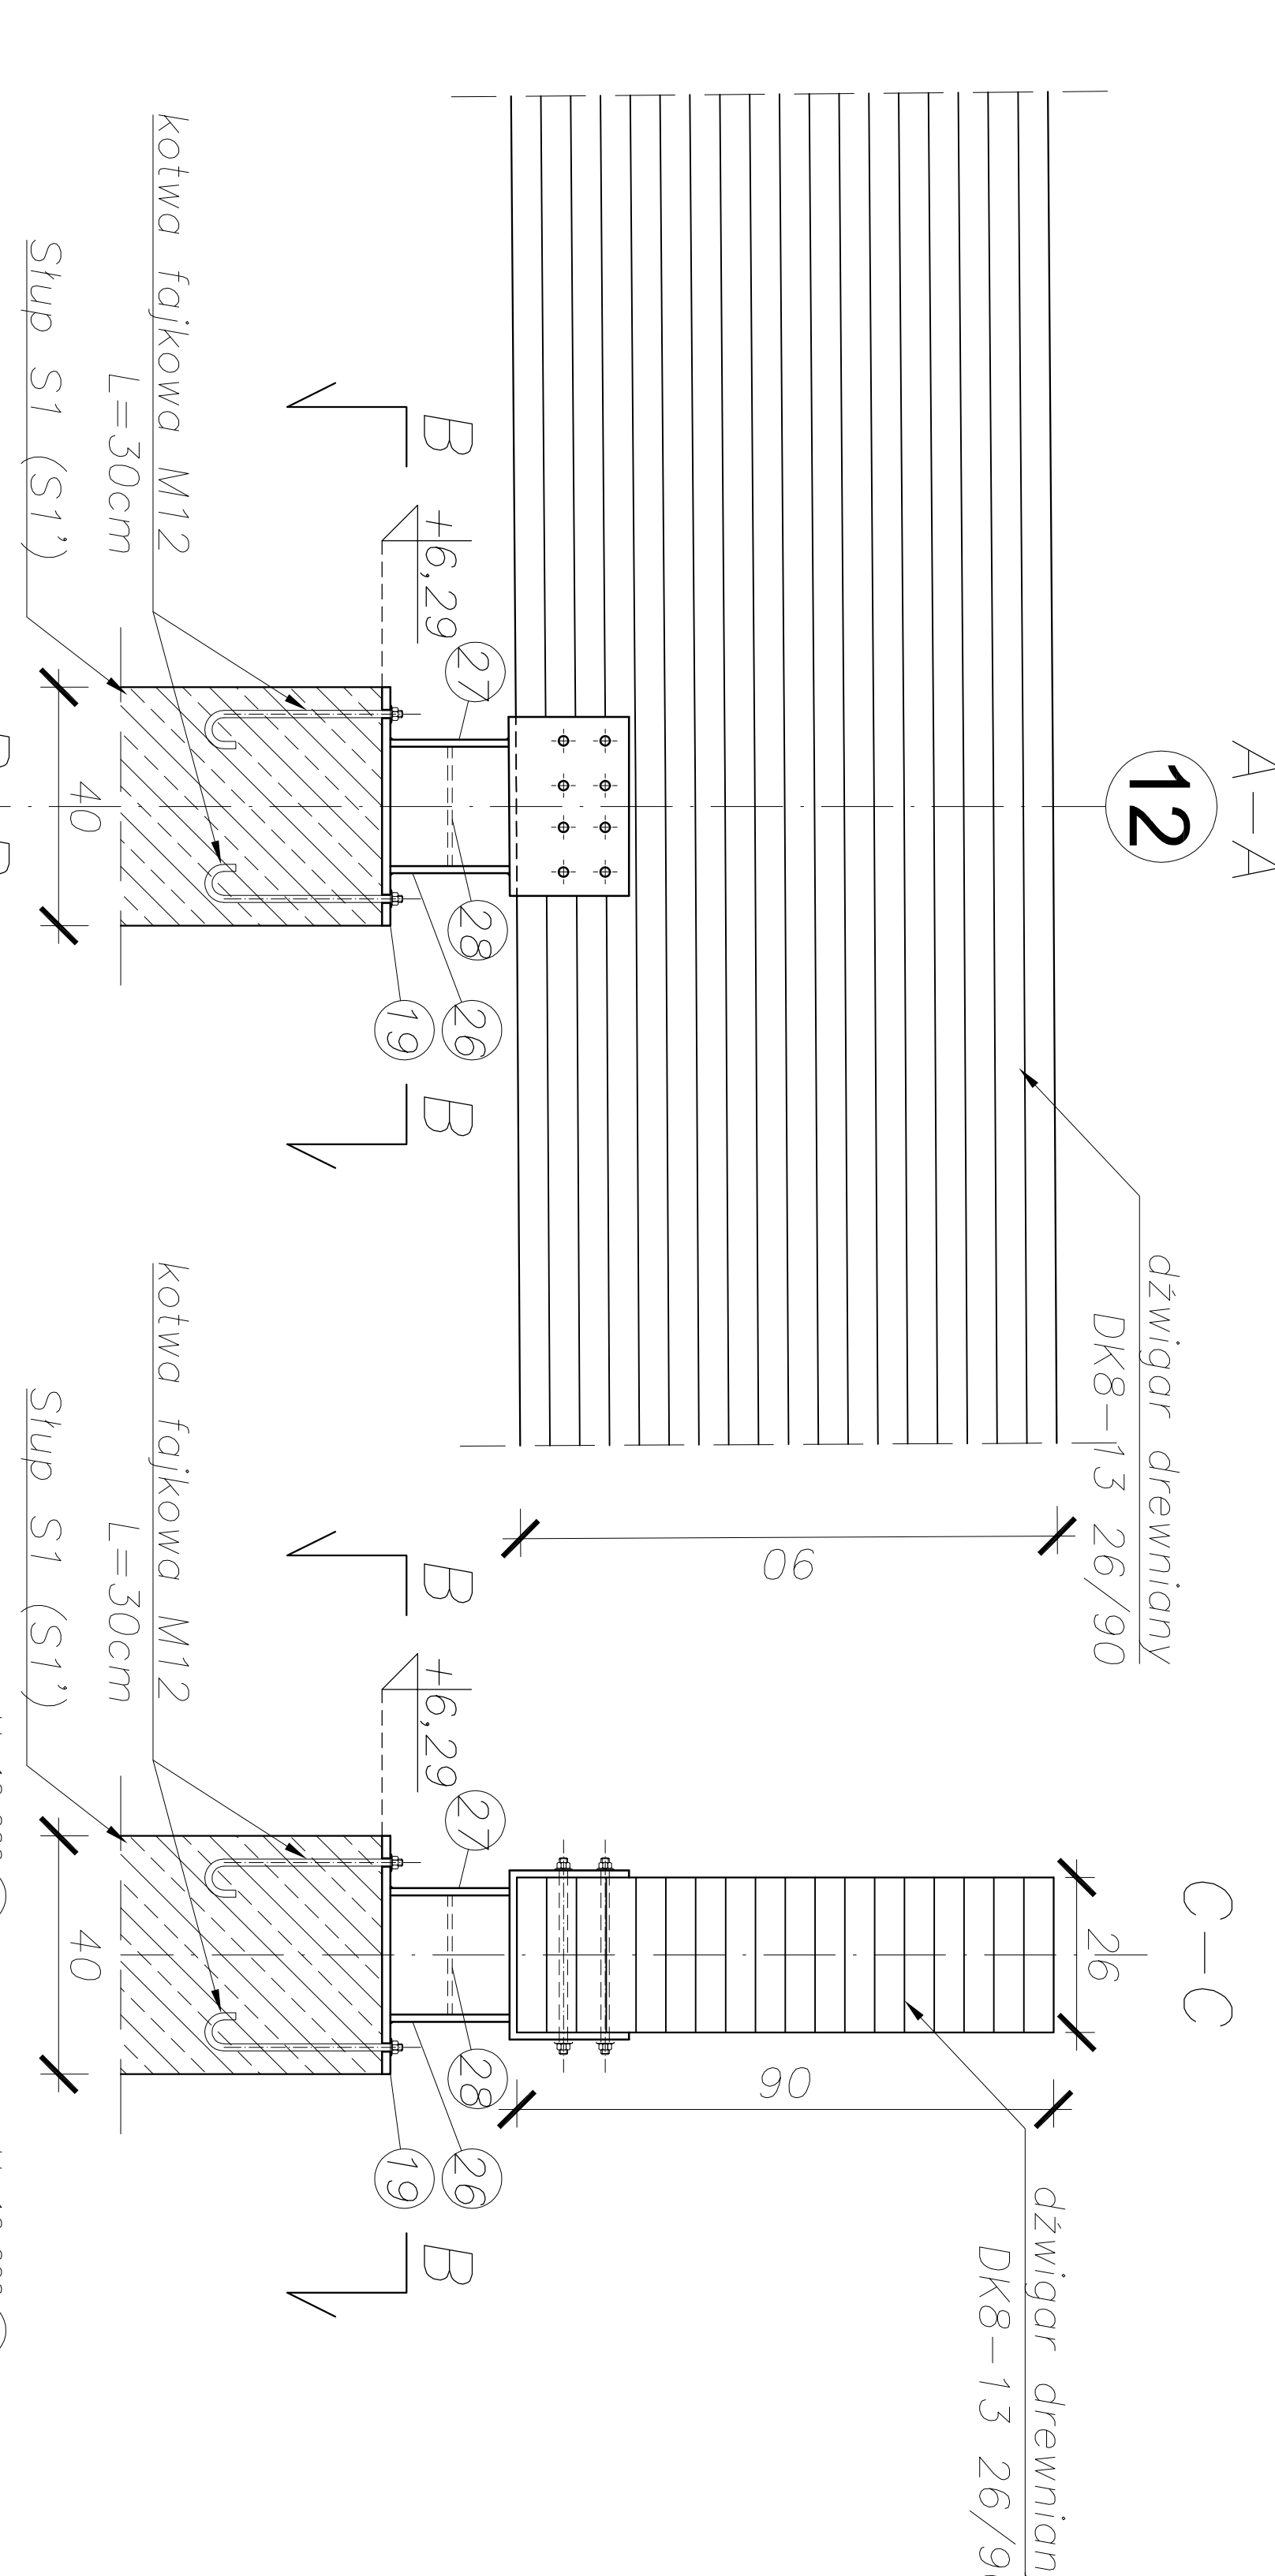 A-A
12
dźwigar drewniany
DK8-13 26/90
90
B
B
+6,29
27
28
26
19
kotwa fajkowa M12
L=30cm
Słup S1 (S1')
40
C-C
26
dźwigar drewnian
DK8-13 26/9
90
B
B
+6,29
27
28
26
19
kotwa fajkowa M12
L=30cm
Słup S1 (S1')
40